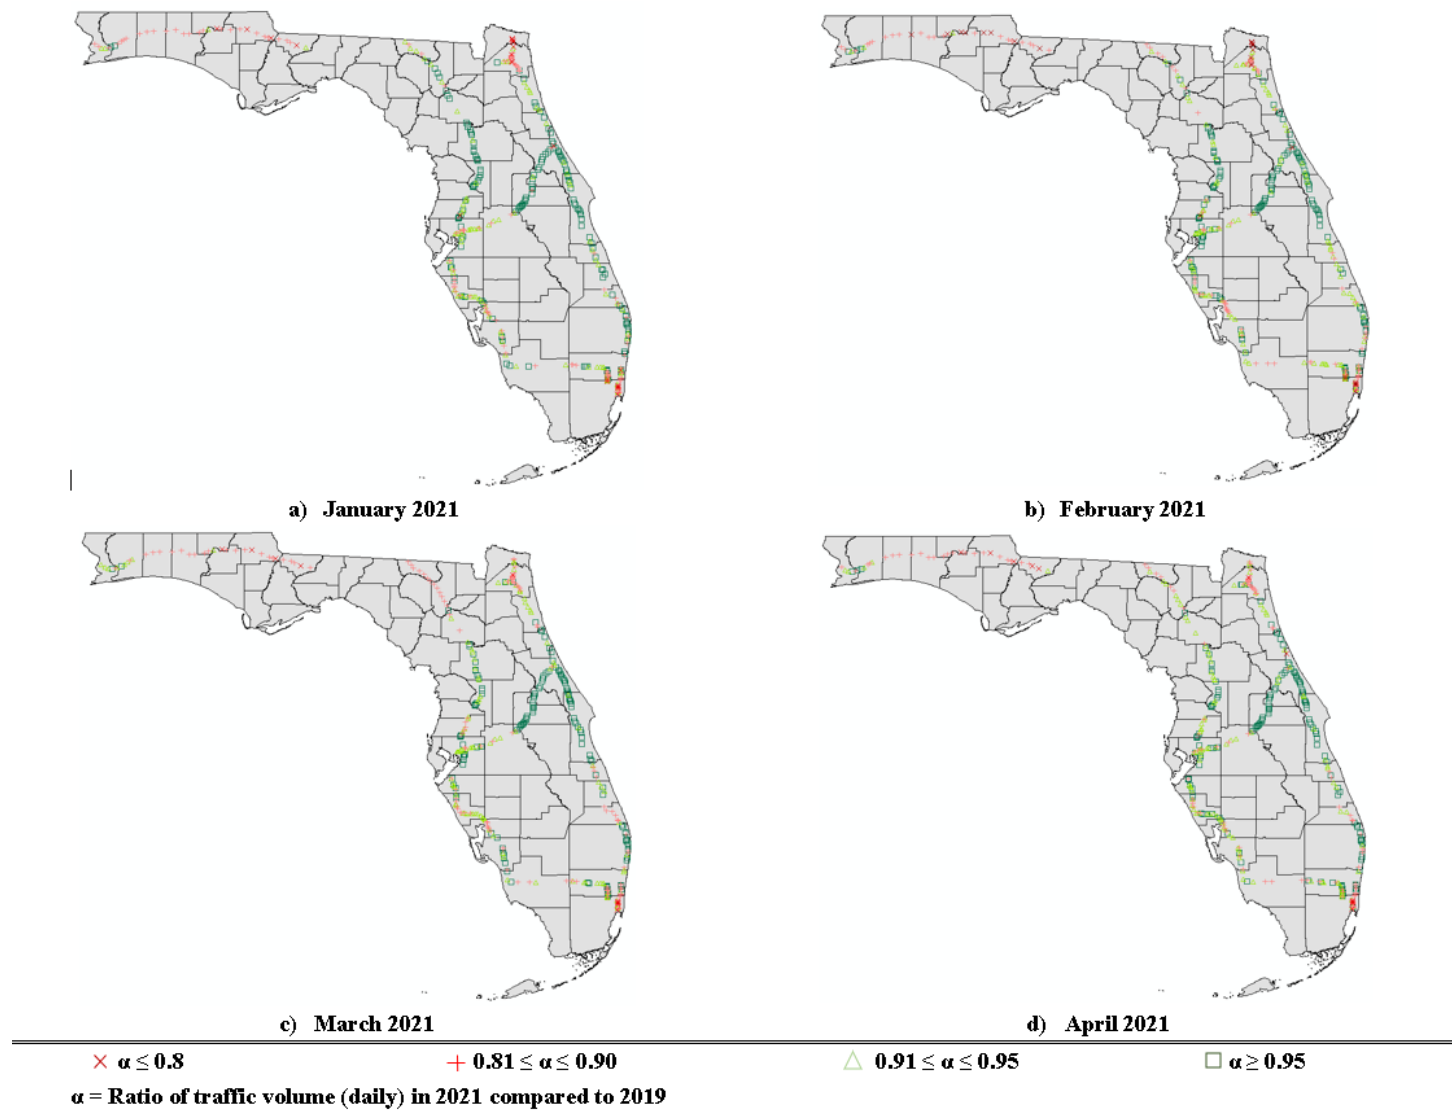 a) January 2021
b) February 2021
c) March 2021
d) April 2021
α ≤ 0.8
0.81 ≤ α ≤ 0.90
0.91 ≤ α ≤ 0.95
α ≥ 0.95
α = Ratio of traffic volume (daily) in 2021 compared to 2019